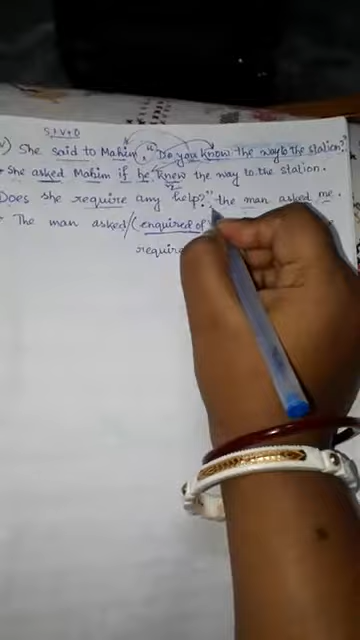 S+V+O
v) She said to Mahim, "Do you know the way to the station?"
She asked Mahim if he knew the way to the station.
Does she require any help?", the man asked me.
The man asked/(enquired of)
require